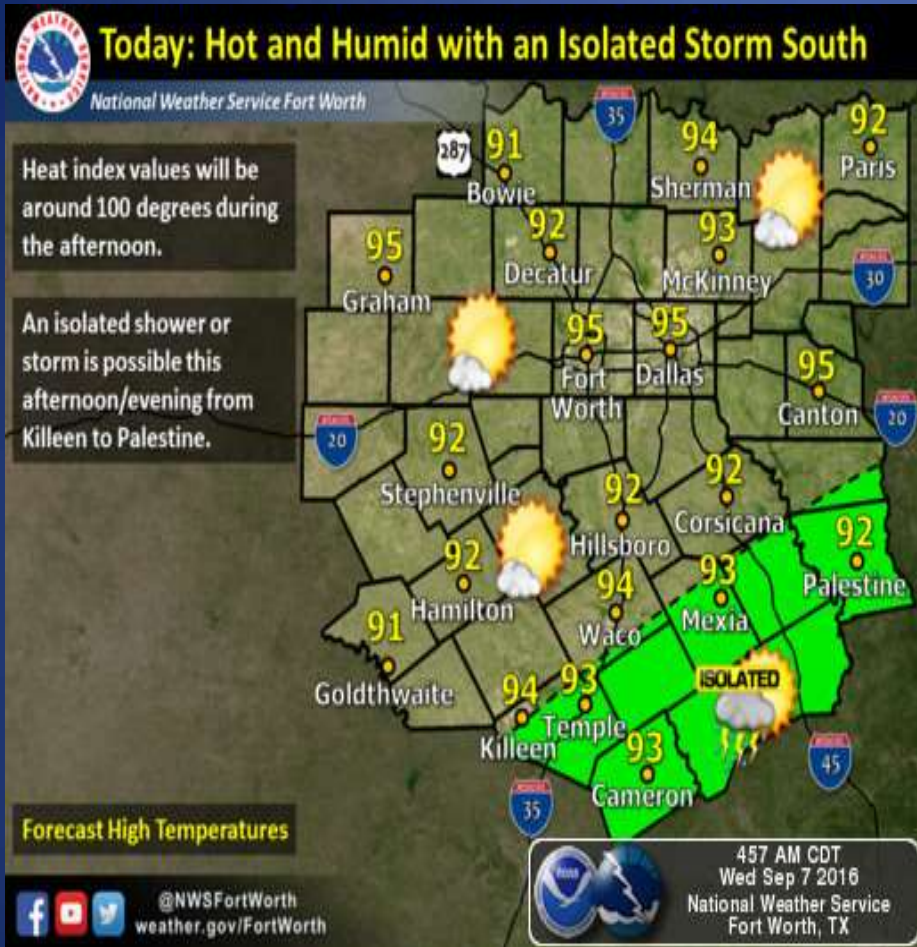 NATIONAL WEATHER SERVICE
Today: Hot and Humid with an Isolated Storm South
National Weather Service Fort Worth
Heat index values will be
around 100 degrees during
the afternoon.
An isolated shower or
storm is possible this
afternoon/evening from
Killeen to Palestine.
35
287
91
Bowie
94
Sherman
92
Paris
95
Graham
92
Decatur
93
McKinney
30
95
Fort
Worth
95
Dallas
95
Canton
20
20
92
Stephenville
92
Hillsboro
92
Corsicana
92
Palestine
92
Hamilton
94
Waco
93
Mexia
91
Goldthwaite
94
Killeen
93
Temple
ISOLATED
93
Cameron
35
45
Forecast High Temperatures
@NWSFortWorth
weather.gov/FortWorth
noaa
457 AM CDT
Wed Sep 7 2016
National Weather Service
Fort Worth, TX